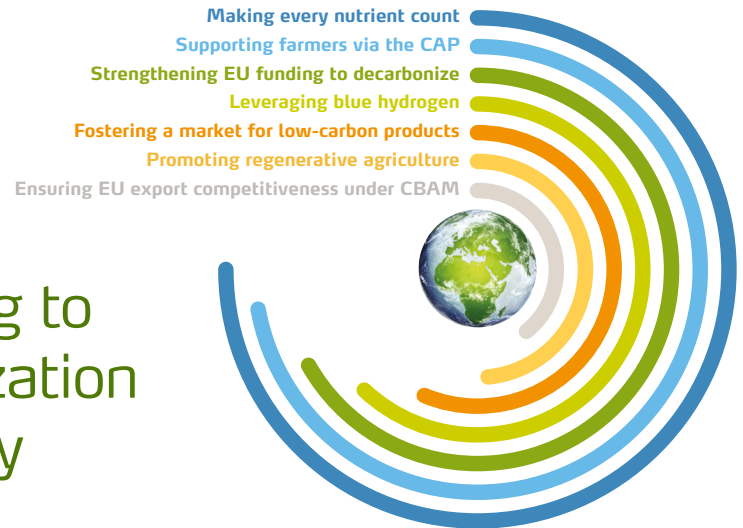 Making every nutrient count
Supporting farmers via the CAP
Strengthening EU funding to decarbonize
Leveraging blue hydrogen
Fostering a market for low-carbon products
Promoting regenerative agriculture
Ensuring EU export competitiveness under CBAM
g to
zation
y